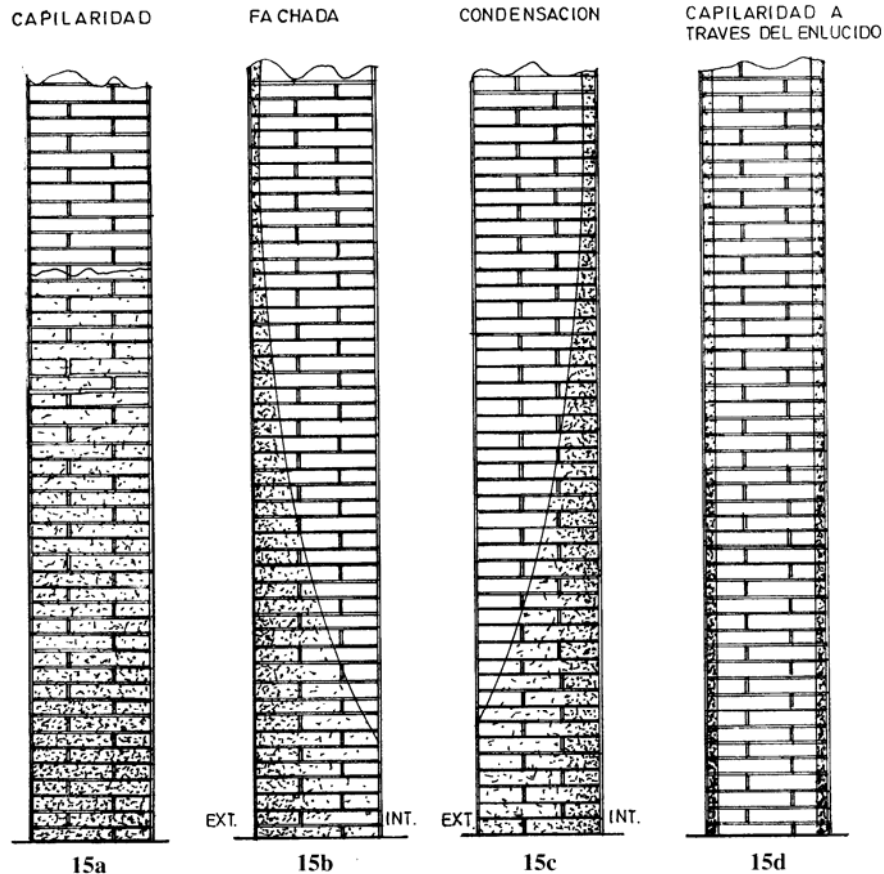 CAPILARIDAD
FACHADA
CONDENSACION
CAPILARIDAD A
TRAVES DEL ENLUCIDO
EXT.
INT.
EXT.
INT.
15a
15b
15c
15d